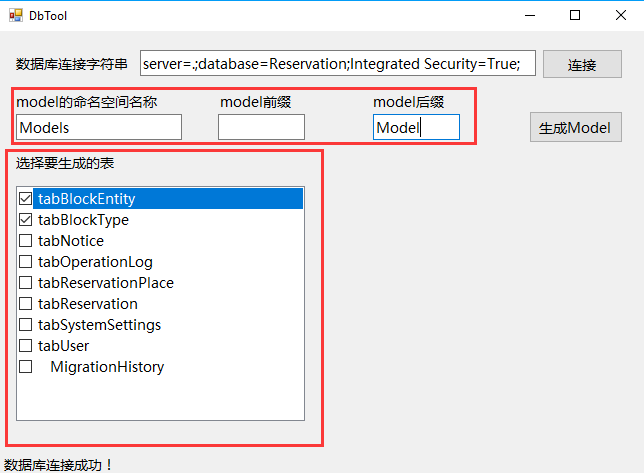 DbTool
数据库连接字符串 server=.;database=Reservation;Integrated Security=True; 连接
model的命名空间名称 model前缀 model后缀
Models Model 生成Model
选择要生成的表
tabBlockEntity
tabBlockType
tabNotice
tabOperationLog
tabReservationPlace
tabReservation
tabSystemSettings
tabUser
MigrationHistory
数据库连接成功！